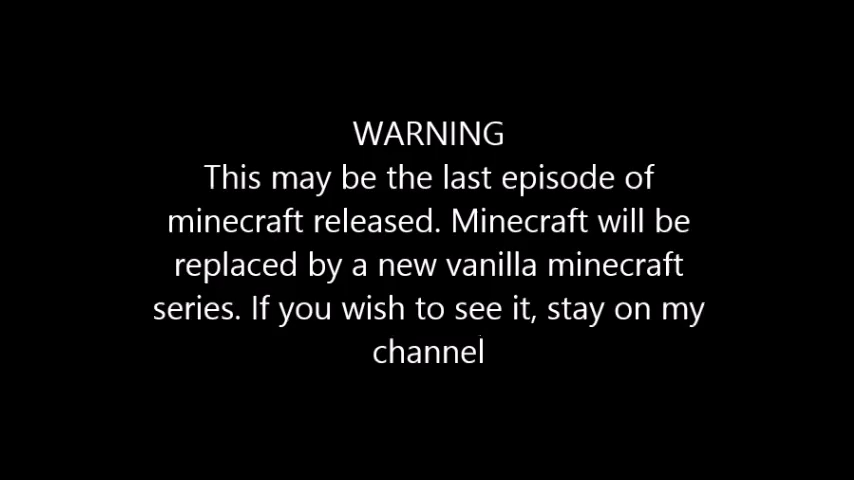 WARNING
This may be the last episode of
minecraft released. Minecraft will be
replaced by a new vanilla minecraft
series. If you wish to see it, stay on my
channel